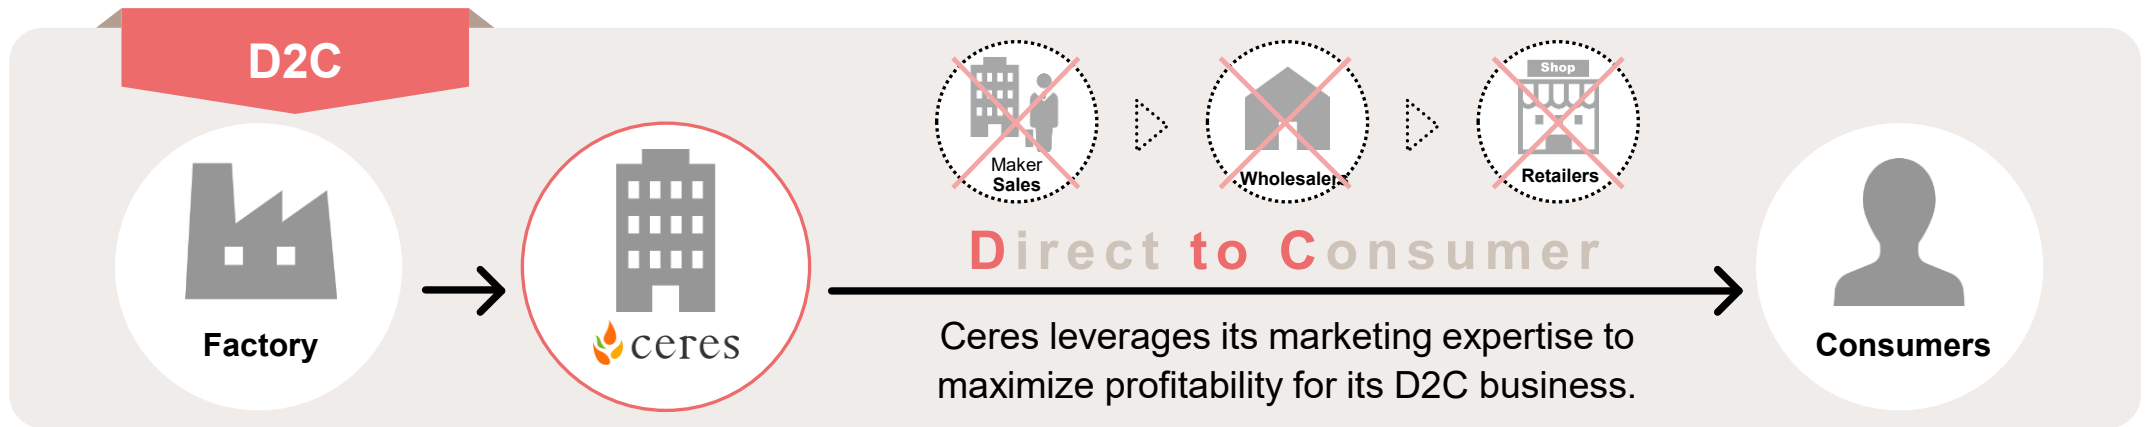 D2C
Factory
ceres
Maker
Sales
Wholesalers
Shop
Retailers
Direct to Consumer
Ceres leverages its marketing expertise to
maximize profitability for its D2C business.
Consumers